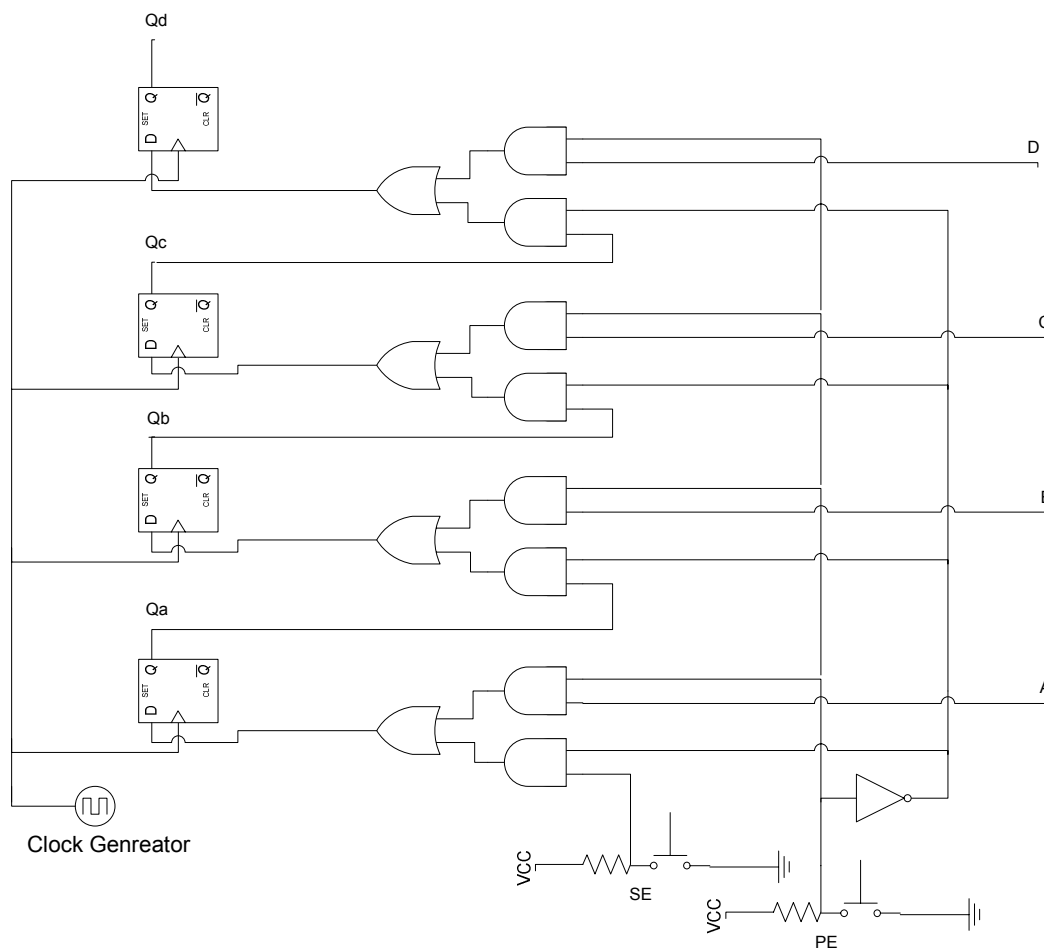 Qd
Q Q̅
SET CLR
D
D
Qc
Q Q̅
SET CLR
D
C
Qb
Q Q̅
SET CLR
D
Qa
Q Q̅
SET CLR
D
A
Clock Genreator
VCC
SE
VCC
PE